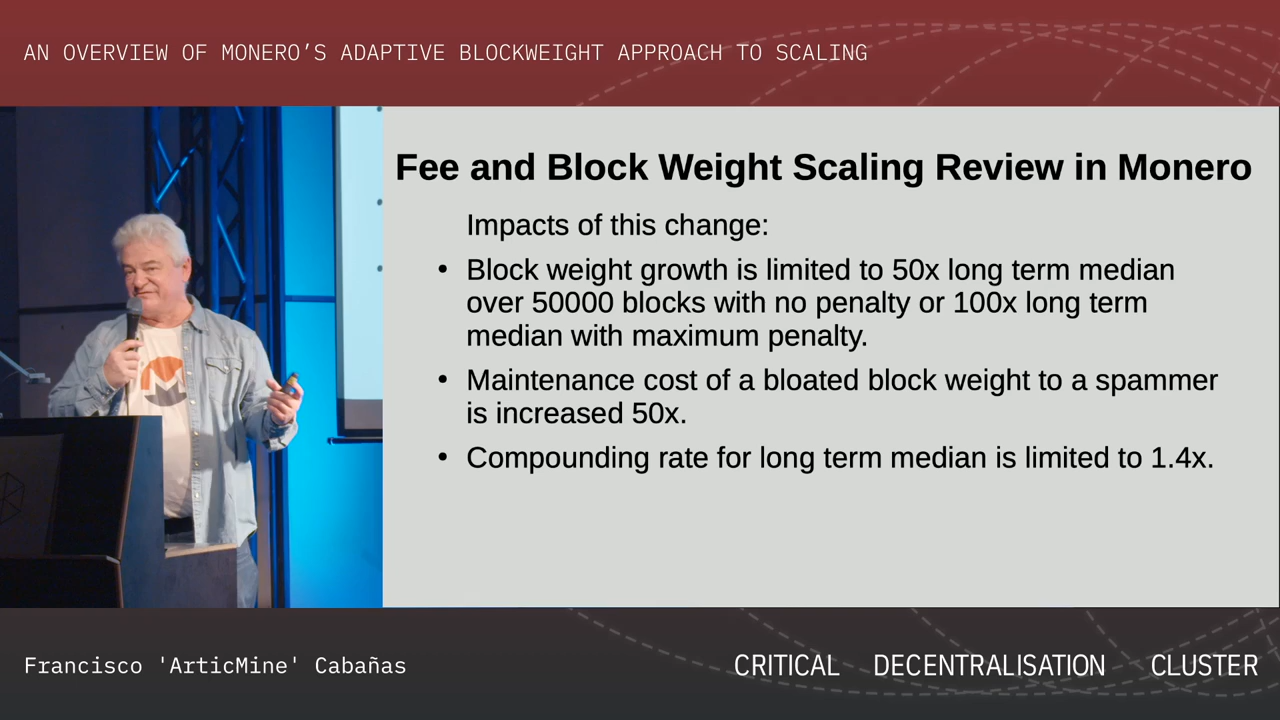 AN OVERVIEW OF MONERO'S ADAPTIVE BLOCKWEIGHT APPROACH TO SCALING
Fee and Block Weight Scaling Review in Monero
Impacts of this change:
• Block weight growth is limited to 50x long term median
over 50000 blocks with no penalty or 100x long term
median with maximum penalty.
• Maintenance cost of a bloated block weight to a spammer
is increased 50x.
• Compounding rate for long term median is limited to 1.4x.
Francisco 'ArticMine' Cabañas
CRITICAL DECENTRALISATION CLUSTER